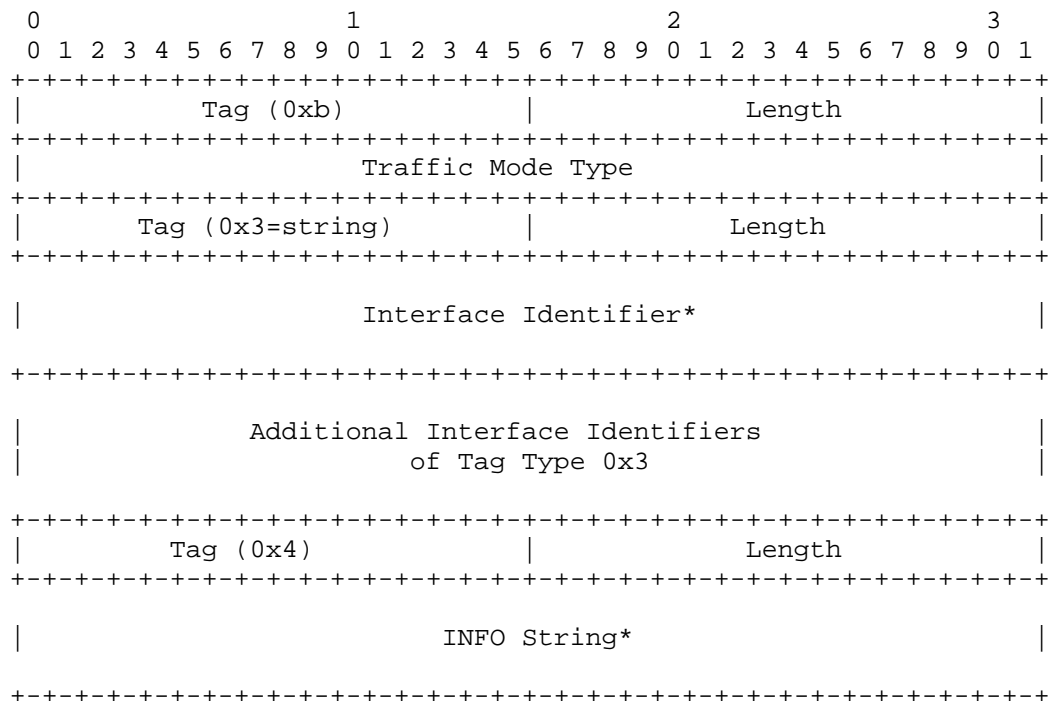 0                   1                   2                   3
 0 1 2 3 4 5 6 7 8 9 0 1 2 3 4 5 6 7 8 9 0 1 2 3 4 5 6 7 8 9 0 1
+-+-+-+-+-+-+-+-+-+-+-+-+-+-+-+-+-+-+-+-+-+-+-+-+-+-+-+-+-+-+-+-+
|           Tag (0xb)           |             Length            |
+-+-+-+-+-+-+-+-+-+-+-+-+-+-+-+-+-+-+-+-+-+-+-+-+-+-+-+-+-+-+-+-+
|                     Traffic Mode Type                         |
+-+-+-+-+-+-+-+-+-+-+-+-+-+-+-+-+-+-+-+-+-+-+-+-+-+-+-+-+-+-+-+-+
|       Tag (0x3=string)        |            Length             |
+-+-+-+-+-+-+-+-+-+-+-+-+-+-+-+-+-+-+-+-+-+-+-+-+-+-+-+-+-+-+-+-+
|                     Interface Identifier*                     |
+-+-+-+-+-+-+-+-+-+-+-+-+-+-+-+-+-+-+-+-+-+-+-+-+-+-+-+-+-+-+-+-+
|              Additional Interface Identifiers                 |
|                        of Tag Type 0x3                        |
+-+-+-+-+-+-+-+-+-+-+-+-+-+-+-+-+-+-+-+-+-+-+-+-+-+-+-+-+-+-+-+-+
|         Tag (0x4)             |             Length            |
+-+-+-+-+-+-+-+-+-+-+-+-+-+-+-+-+-+-+-+-+-+-+-+-+-+-+-+-+-+-+-+-+
|                          INFO String*                         |
+-+-+-+-+-+-+-+-+-+-+-+-+-+-+-+-+-+-+-+-+-+-+-+-+-+-+-+-+-+-+-+-+